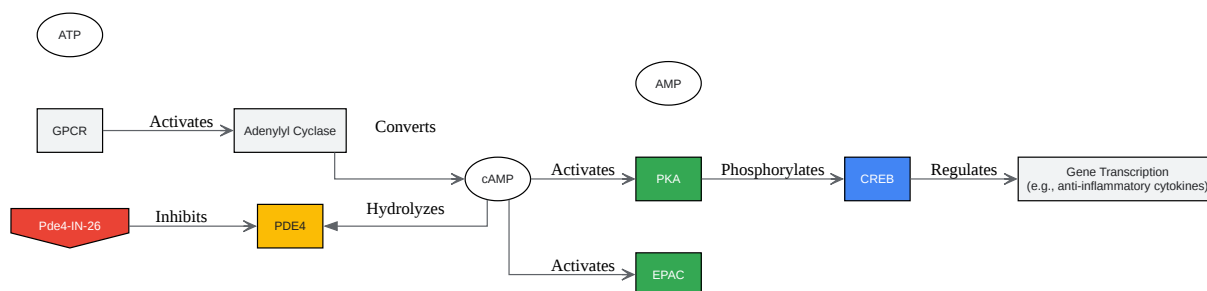 ATP
AMP
GPCR
Activates
Adenylyl Cyclase
Converts
cAMP
Activates
PKA
Phosphorylates
CREB
Regulates
Gene Transcription
(e.g., anti-inflammatory cytokines)
Pde4-IN-26
Inhibits
PDE4
Hydrolyzes
Activates
EPAC